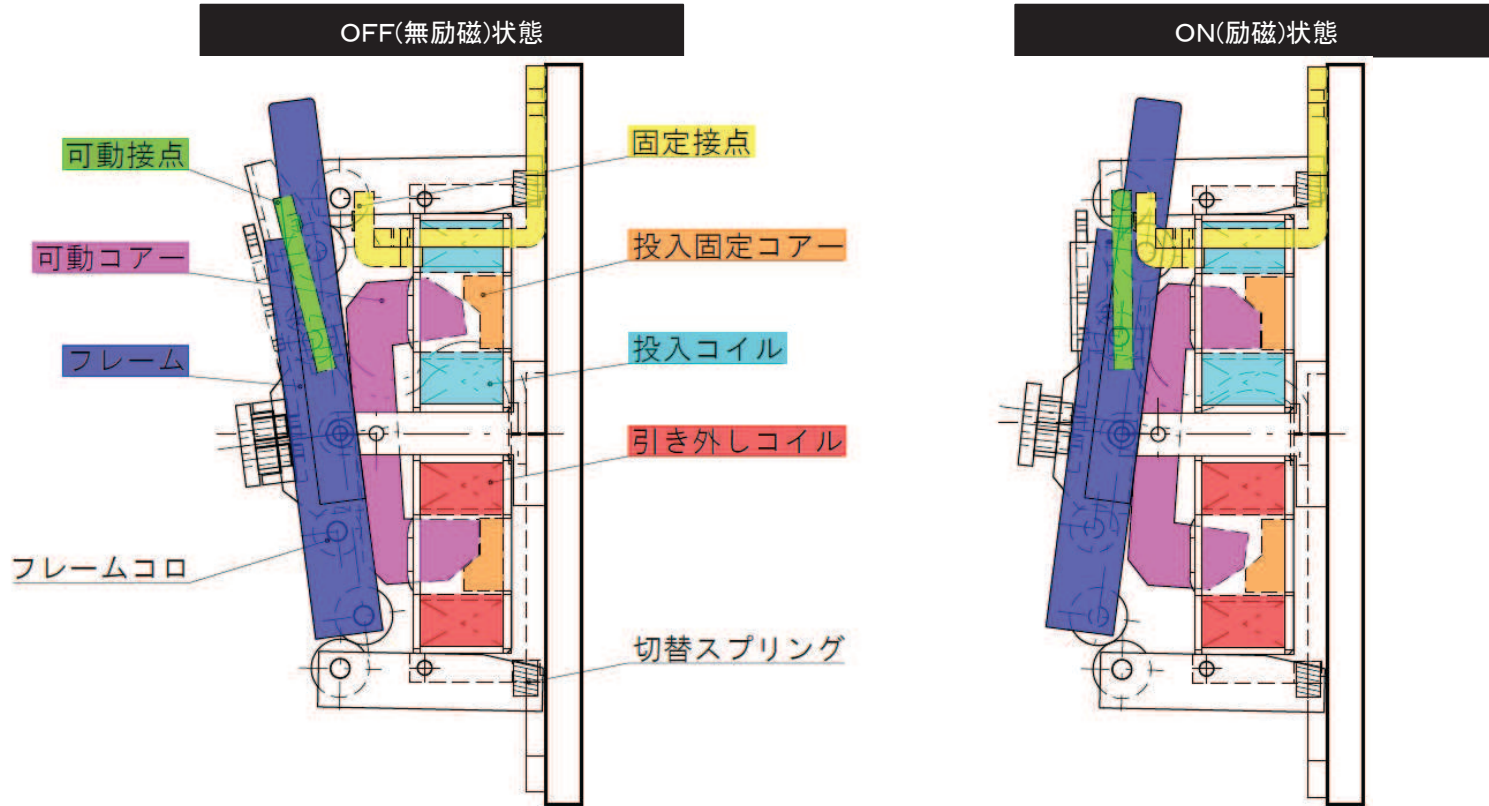 OFF(無励磁)状態
ON(励磁)状態
可動接点
固定接点
可動コアー
投入固定コアー
フレーム
投入コイル
引き外しコイル
フレームコロ
切替スプリング